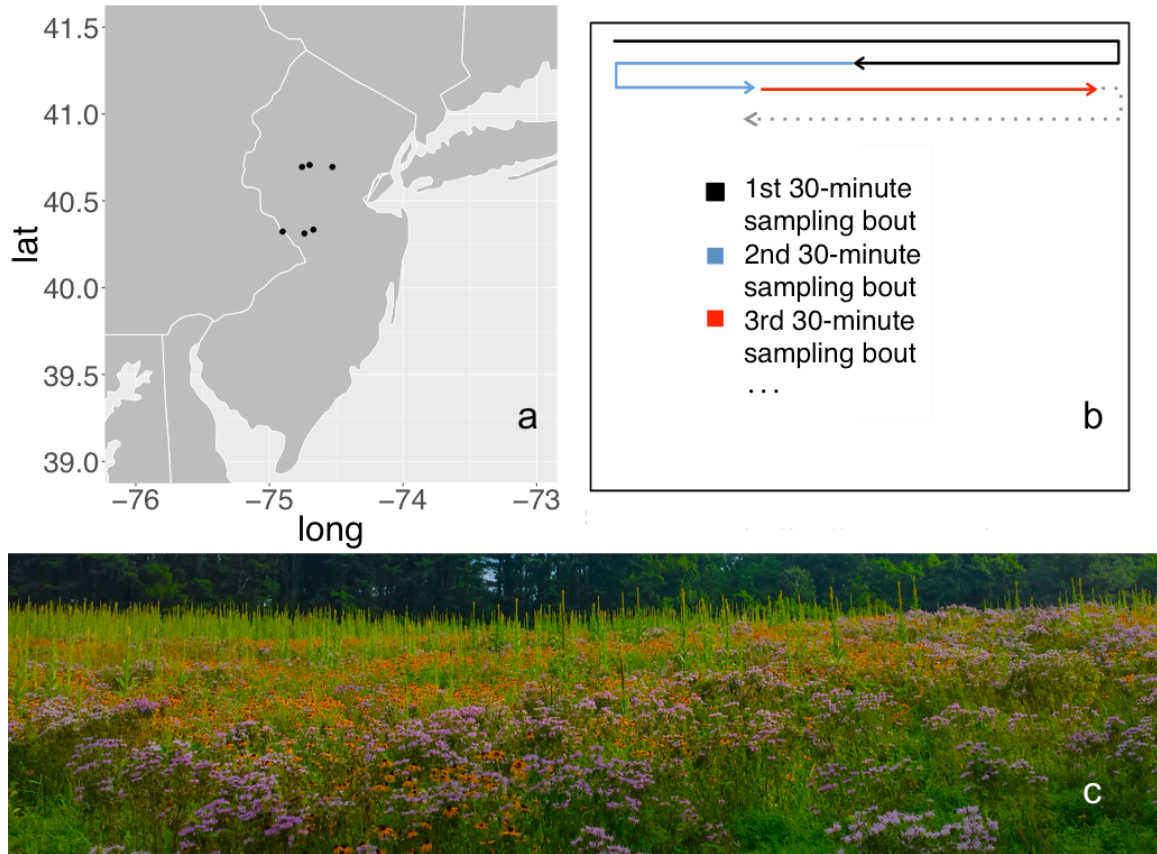 41.5
41.0
40.5
40.0
39.5
39.0
lat
−76
−75
−74
−73
long
a
1st 30-minute
sampling bout
2nd 30-minute
sampling bout
3rd 30-minute
sampling bout
...
b
c